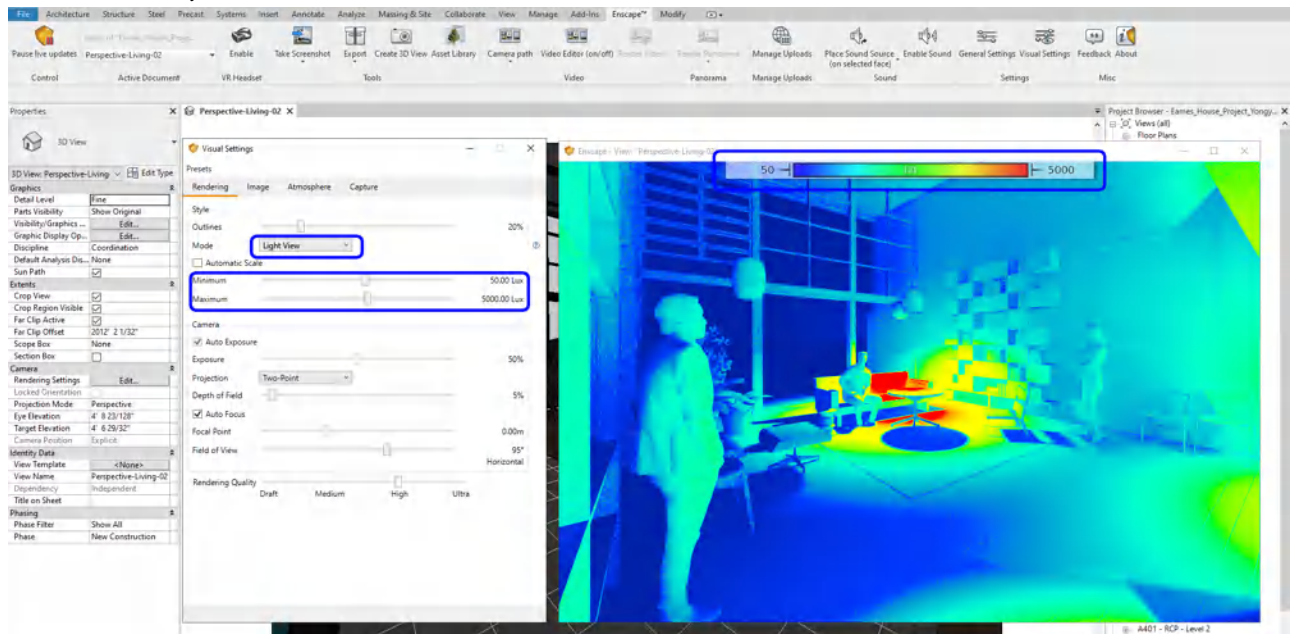 File Architecture Structure Steel Precast Systems Insert Annotate Analyze Massing & Site Collaborate View Manage Add-Ins Enscape™ Modify
Pause live updates Perspective-Living-02 Enable Take Screenshot Export Create 3D View Asset Library Camera path Video Editor (on/off) Manage Uploads Place Sound Source (on selected face) Enable Sound General Settings Visual Settings Feedback About
Control Active Document VR Headset Tools Video Panorama Manage Uploads Sound Settings Misc
Properties
Perspective-Living-02
Project Browser - Eames_House_Project_Yongy...
Views (all)
Floor Plans
3D View
3D View: Perspective-Living Edit Type
Graphics
Detail Level Fine
Parts Visibility Show Original
Visibility/Graphics ... Edit...
Graphic Display Op... Edit...
Discipline Coordination
Default Analysis Dis... None
Sun Path
Extents
Crop View
Crop Region Visible
Far Clip Active
Far Clip Offset 2012' 2 1/32"
Scope Box None
Section Box
Camera
Rendering Settings Edit...
Locked Orientation
Projection Mode Perspective
Eye Elevation 4' 8 23/128"
Target Elevation 4' 6 29/32"
Camera Position Explicit
Identity Data
View Template <None>
View Name Perspective-Living-02
Dependency Independent
Title on Sheet
Phasing
Phase Filter Show All
Phase New Construction
Visual Settings
Presets
Rendering Image Atmosphere Capture
Style
Outlines 20%
Mode Light View
Automatic Scale
Minimum 50.00 Lux
Maximum 5000.00 Lux
Camera
Auto Exposure
Exposure 50%
Projection Two-Point
Depth of Field 5%
Auto Focus
Focal Point 0.00m
Field of View 95°
Horizontal
Rendering Quality
Draft Medium High Ultra
Enscape - View: "Perspective-Living-02"
50 5000
A401 - RCP - Level 2